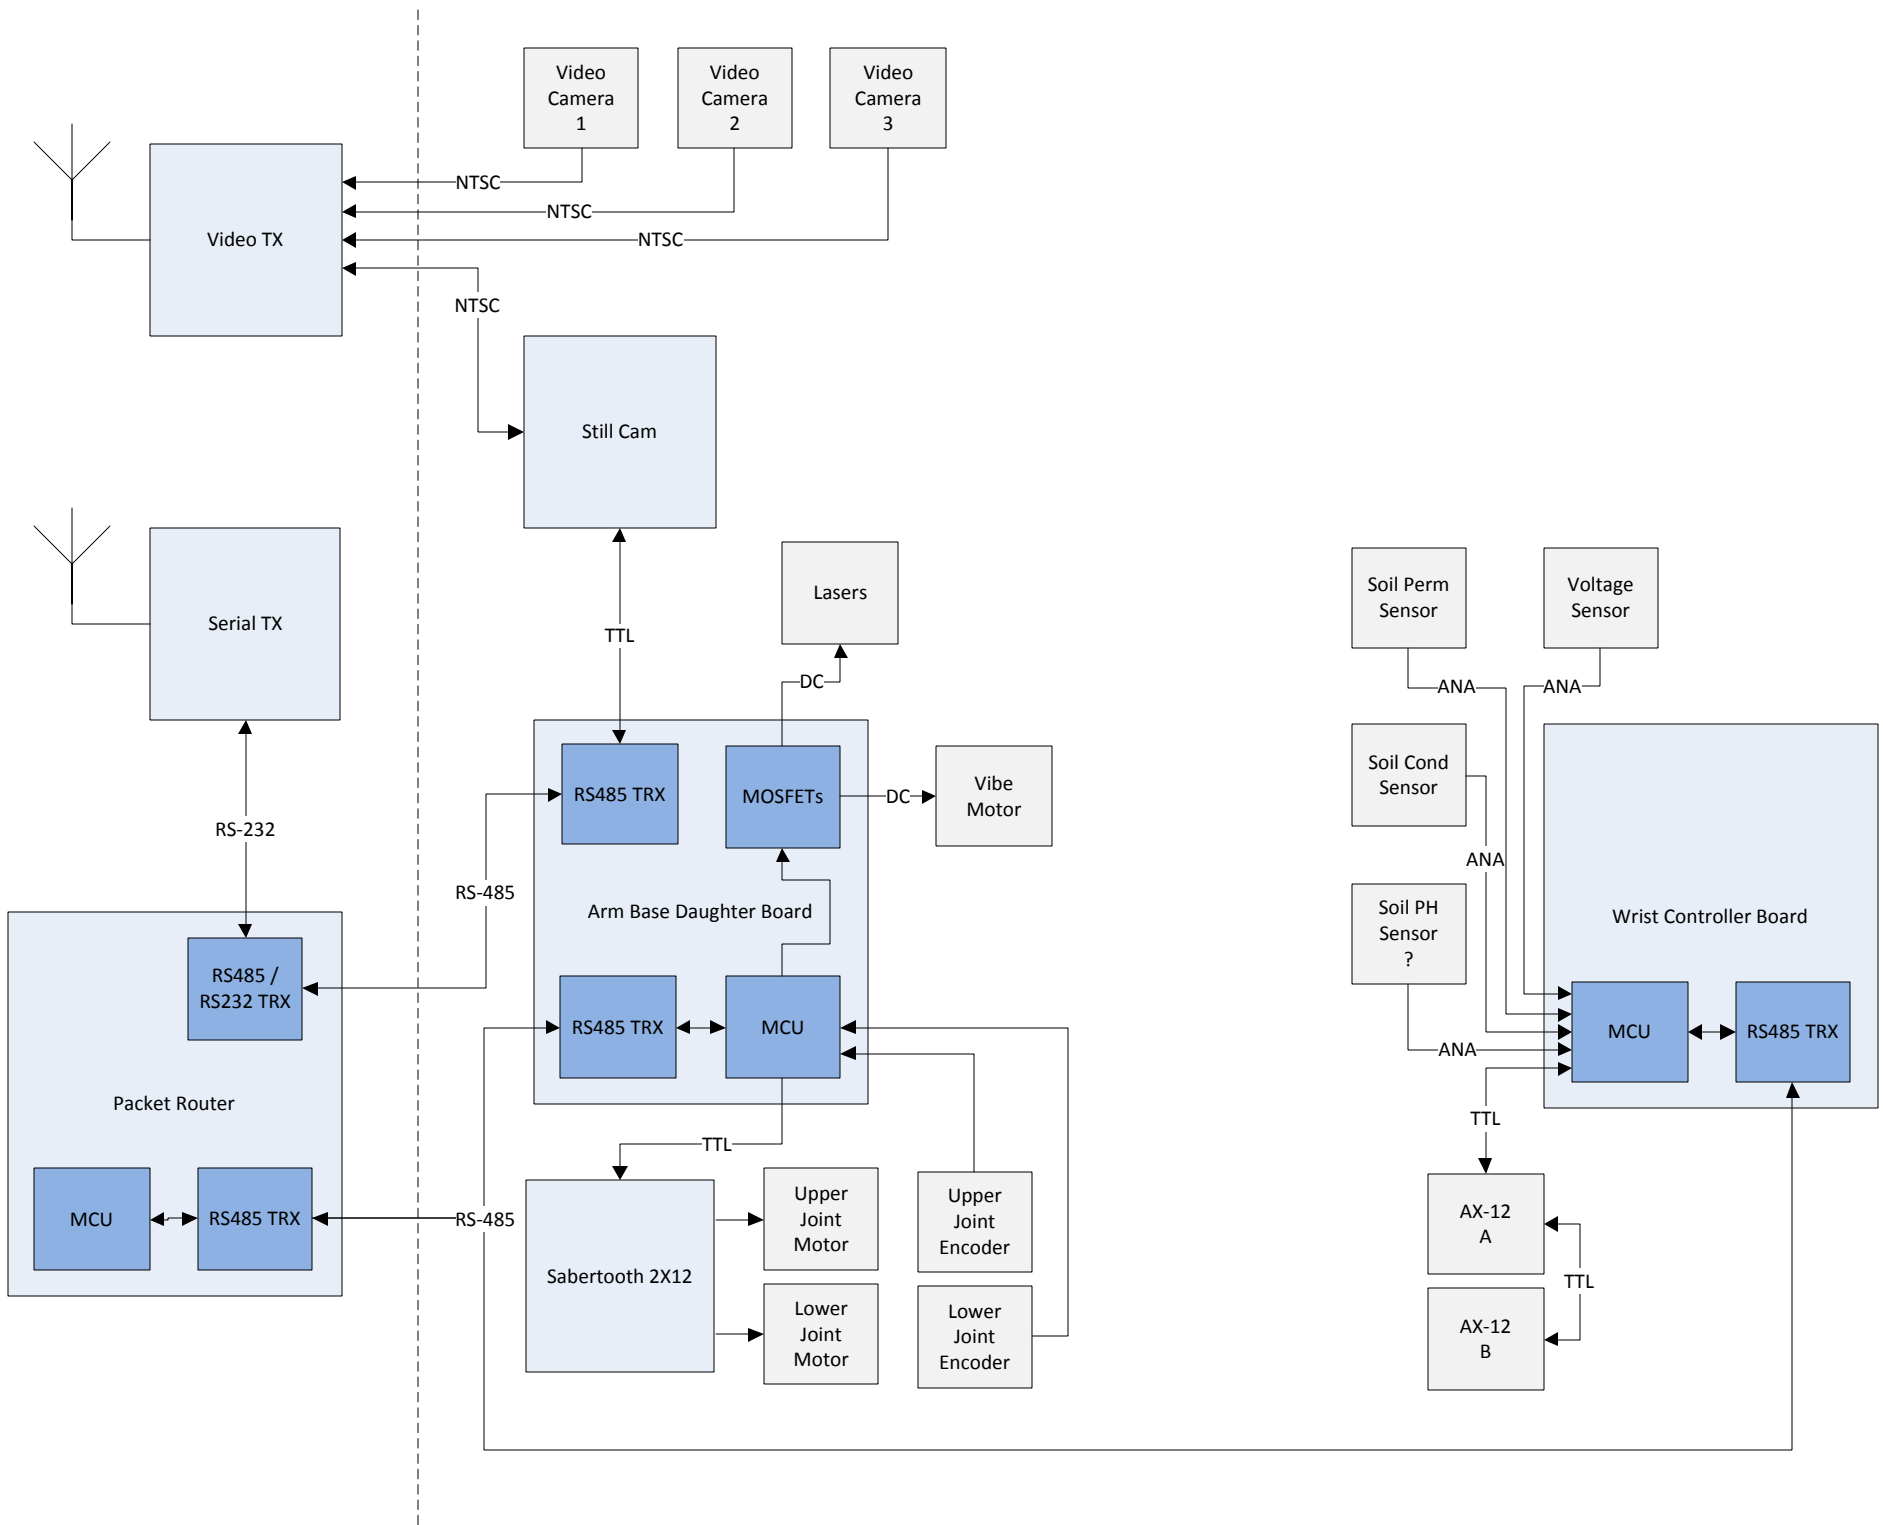 Video
Camera
1
Video
Camera
2
Video
Camera
3
NTSC
NTSC
NTSC
NTSC
Video TX
Still Cam
Serial TX
TTL
Lasers
DC
RS-232
RS485 TRX
MOSFETs
DC
Vibe
Motor
RS-485
Arm Base Daughter Board
RS485 /
RS232 TRX
RS485 TRX
MCU
Packet Router
MCU
RS485 TRX
RS-485
TTL
Sabertooth 2X12
Upper
Joint
Motor
Lower
Joint
Motor
Upper
Joint
Encoder
Lower
Joint
Encoder
Soil Perm
Sensor
Voltage
Sensor
ANA
ANA
Soil Cond
Sensor
ANA
Soil PH
Sensor
?
ANA
Wrist Controller Board
MCU
RS485 TRX
TTL
AX-12
A
TTL
AX-12
B